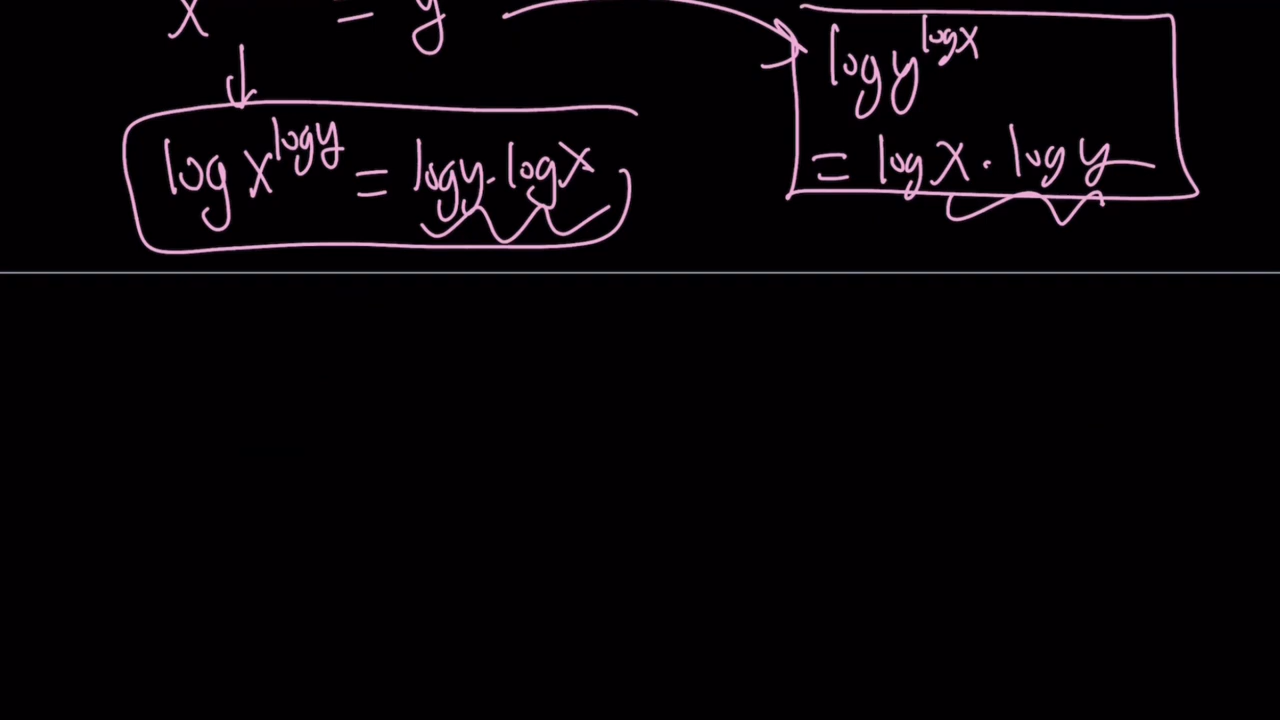 x = y
log x^log y = log y · log x
log y^log x
= log x · log y